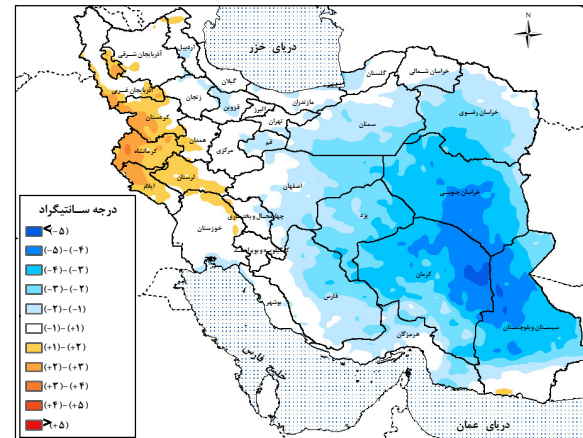 N
دریای خزر
اردبیل
آذربایجان شرقی
آذربایجان غربی
گیلان
زنجان
کردستان
قزوین
البرز
مازندران
گلستان
خراسان شمالی
خراسان رضوی
تهران
سمنان
همدان
قم
مرکزی
کرمانشاه
لرستان
ایلام
اصفهان
خراسان جنوبی
یزد
چهارمحال و بختیاری
خوزستان
کهگیلویه و بویراحمد
کرمان
فارس
بوشهر
هرمزگان
سیستان و بلوچستان
خلیج فارس
دریای عمان
درجه سانتیگراد
<(-۵)
(-۵)-(-۴)
(-۴)-(-۳)
(-۳)-(-۲)
(-۲)-(-۱)
(-۱)-(+۱)
(+۱)-(+۲)
(+۲)-(+۳)
(+۳)-(+۴)
(+۴)-(+۵)
>(+۵)